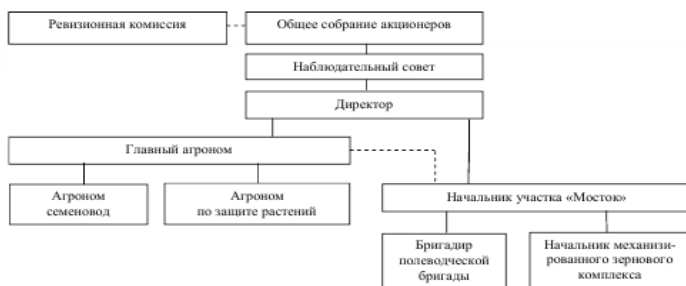 Ревизионная комиссия
Общее собрание акционеров
Наблюдательный совет
Директор
Главный агроном
Агроном
семеновод
Агроном
по защите растений
Начальник участка «Мосток»
Бригадир
полеводческой
бригады
Начальник механизи-
рованного зернового
комплекса